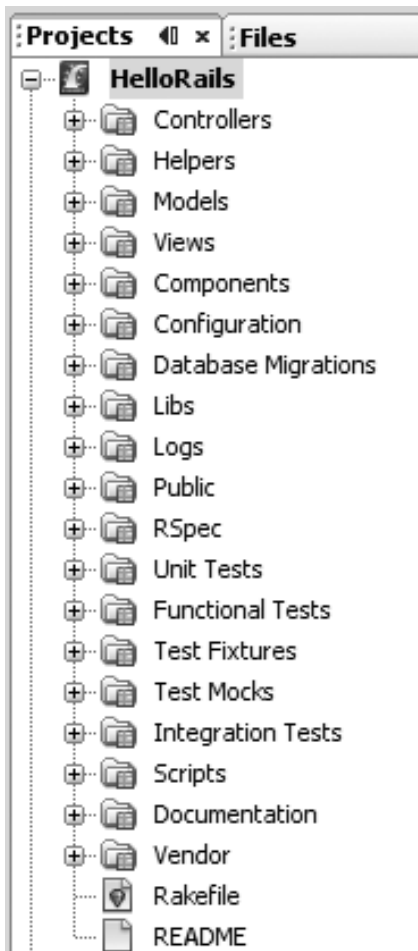 Projects Files
HelloRails
Controllers
Helpers
Models
Views
Components
Configuration
Database Migrations
Libs
Logs
Public
RSpec
Unit Tests
Functional Tests
Test Fixtures
Test Mocks
Integration Tests
Scripts
Documentation
Vendor
Rakefile
README